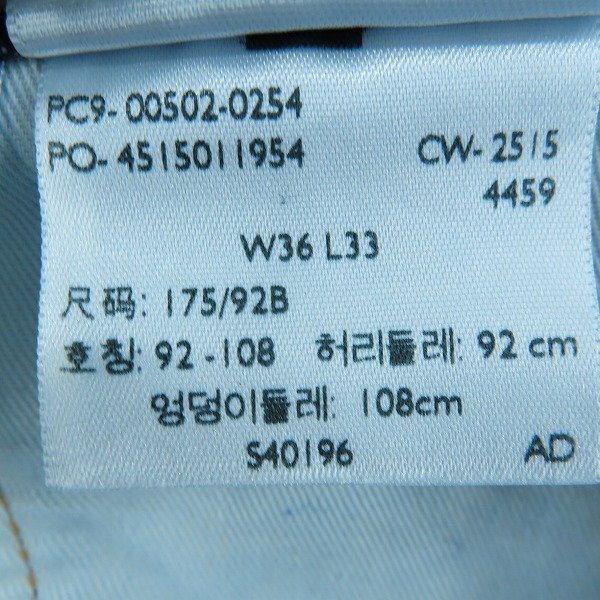 PC9- 00502-0254
PO- 4515011954 CW- 2515
4459
W36 L33
尺码: 175/92B
호칭: 92 -108 허리둘레: 92 cm
엉덩이둘레: 108cm
S40196 AD